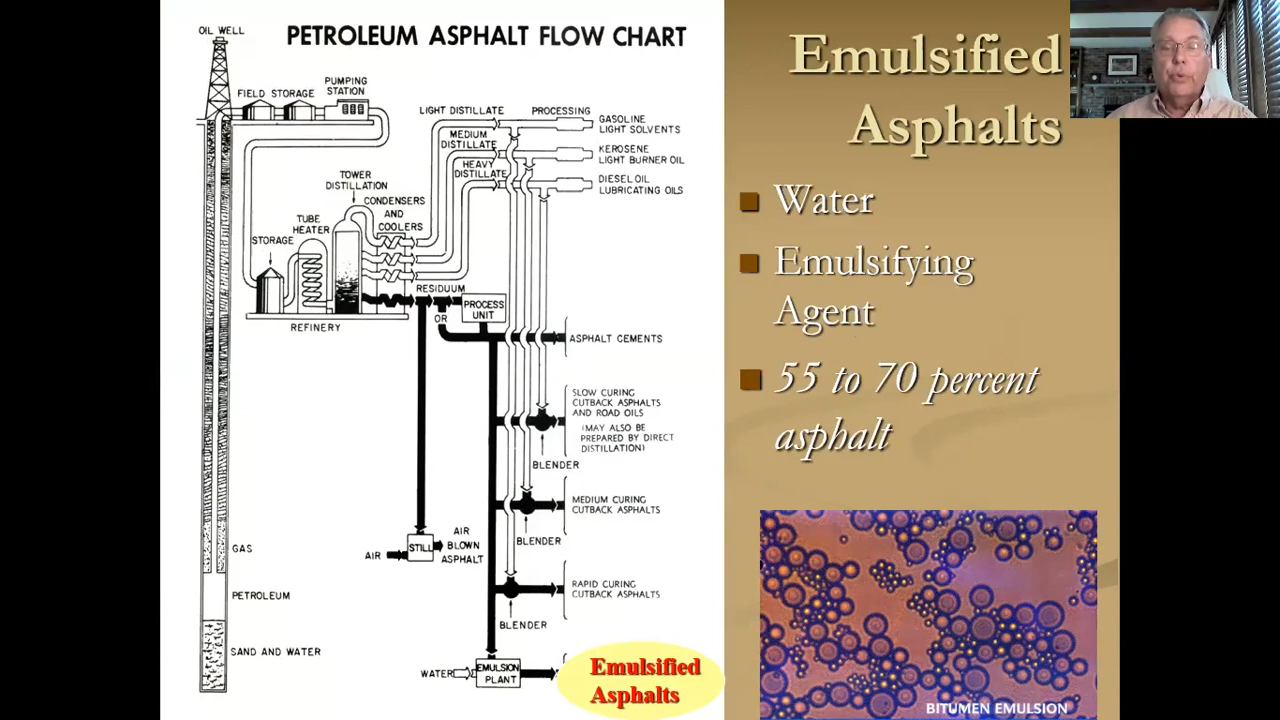 OIL WELL
PETROLEUM ASPHALT FLOW CHART
FIELD STORAGE
PUMPING
STATION
LIGHT DISTILLATE
PROCESSING
GASOLINE
LIGHT SOLVENTS
MEDIUM
DISTILLATE
KEROSENE
LIGHT BURNER OIL
HEAVY
DISTILLATE
DIESEL OIL
LUBRICATING OILS
TOWER
DISTILLATION
CONDENSERS
AND
COOLERS
TUBE
HEATER
STORAGE
REFINERY
RESIDUUM
OR
PROCESS
UNIT
ASPHALT CEMENTS
SLOW CURING
CUTBACK ASPHALTS
AND ROAD OILS
(MAY ALSO BE
PREPARED BY DIRECT
DISTILLATION)
BLENDER
MEDIUM CURING
CUTBACK ASPHALTS
BLENDER
AIR
STILL
AIR
BLOWN
ASPHALT
RAPID CURING
CUTBACK ASPHALTS
BLENDER
GAS
PETROLEUM
SAND AND WATER
WATER
EMULSION
PLANT
Emulsified
Asphalts
Emulsified
Asphalts
Water
Emulsifying
Agent
55 to 70 percent
asphalt
BITUMEN EMULSION